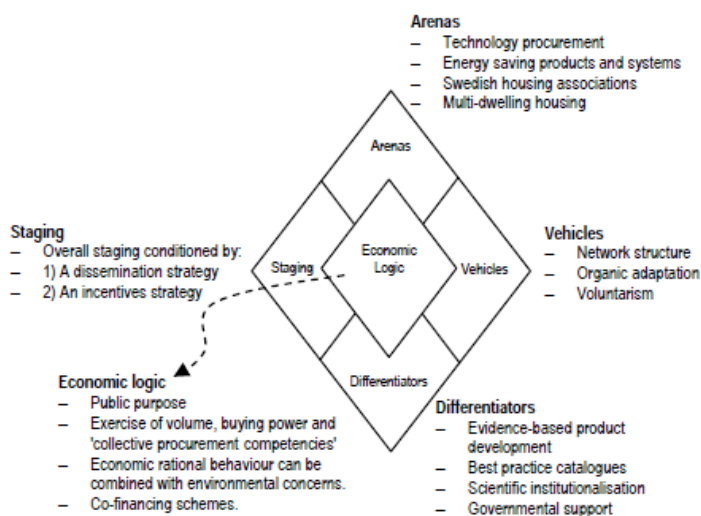 Arenas
– Technology procurement
– Energy saving products and systems
– Swedish housing associations
– Multi-dwelling housing
Arenas
Staging
– Overall staging conditioned by:
– 1) A dissemination strategy
– 2) An incentives strategy
Staging
Economic
Logic
Vehicles
Vehicles
– Network structure
– Organic adaptation
– Voluntarism
Differentiators
Economic logic
– Public purpose
– Exercise of volume, buying power and
'collective procurement competencies'
– Economic rational behaviour can be
combined with environmental concerns.
– Co-financing schemes.
Differentiators
– Evidence-based product
development
– Best practice catalogues
– Scientific institutionalisation
– Governmental support